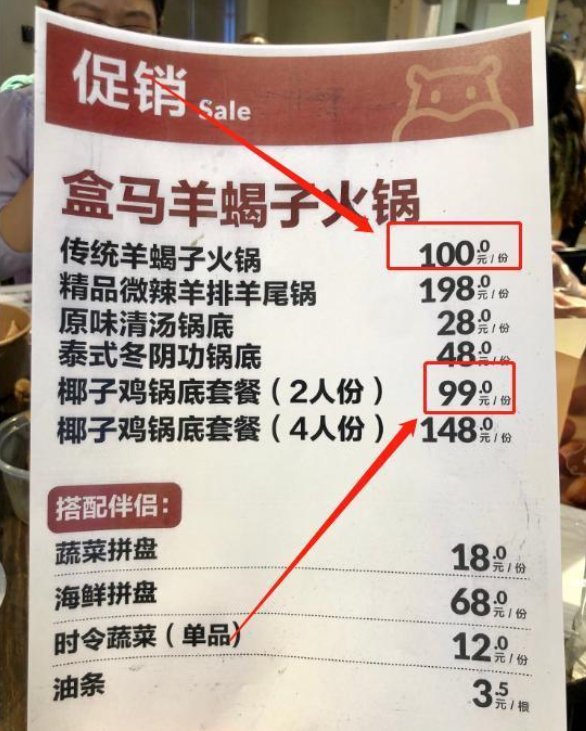 促销 Sale
盒马羊蝎子火锅
传统羊蝎子火锅 100.0元/份
精品微辣羊排羊尾锅 198.0元/份
原味清汤锅底 28.0元/份
泰式冬阴功锅底 48.0元/份
椰子鸡锅底套餐（2人份） 99.0元/份
椰子鸡锅底套餐（4人份） 148.0元/份
搭配伴侣：
蔬菜拼盘 18.0元/份
海鲜拼盘 68.0元/份
时令蔬菜（单品） 12.0元/份
油条 3.5元/根